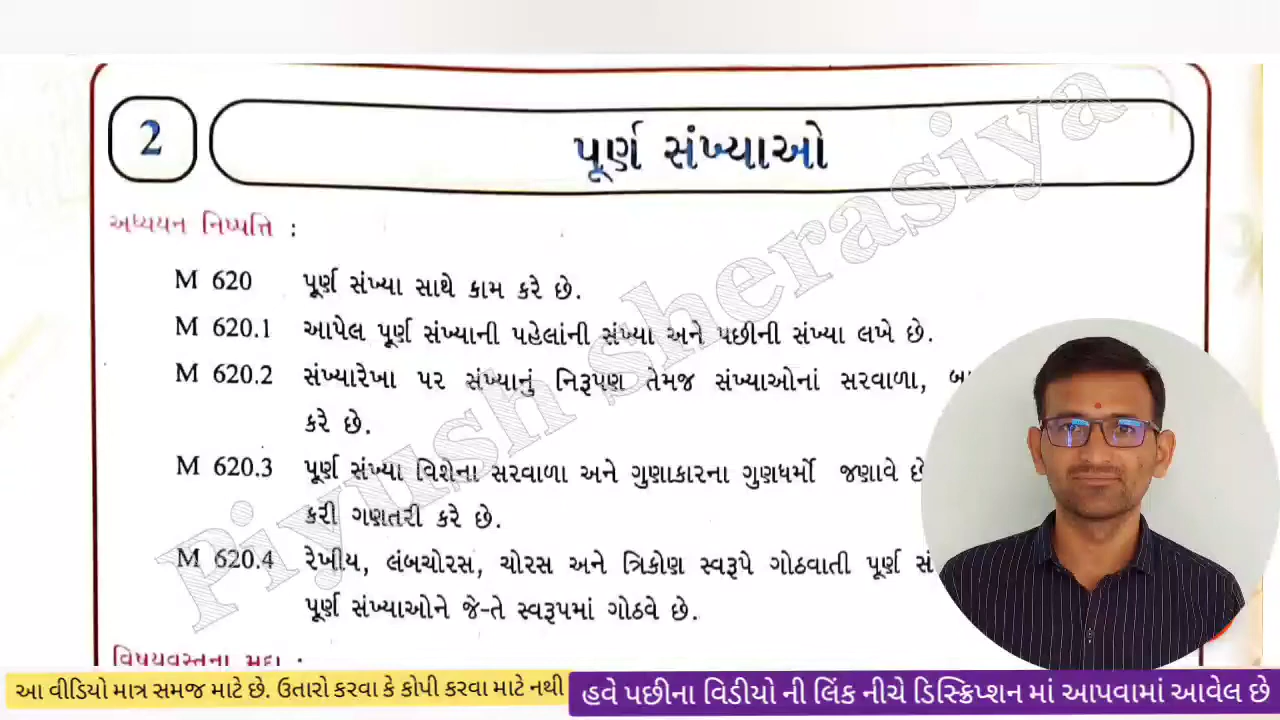 2
પૂર્ણ સંખ્યાઓ
અધ્યયન નિષ્પત્તિ :
M 620 પૂર્ણ સંખ્યા સાથે કામ કરે છે.
M 620.1 આપેલ પૂર્ણ સંખ્યાની પહેલાંની સંખ્યા અને પછીની સંખ્યા લખે છે.
M 620.2 સંખ્યારેખા પર સંખ્યાનું નિરૂપણ તેમજ સંખ્યાઓનાં સરવાળા,
કરે છે.
M 620.3 પૂર્ણ સંખ્યા વિશેના સરવાળા અને ગુણાકારના ગુણધર્મો જણાવે
કરી ગણતરી કરે છે.
M 620.4 રેખીય, લંબચોરસ, ચોરસ અને ત્રિકોણ સ્વરૂપે ગોઠવાતી પૂર્ણ
પૂર્ણ સંખ્યાઓને જે-તે સ્વરૂપમાં ગોઠવે છે.
Piyush sherasiya
આ વીડિયો માત્ર સમજ માટે છે. ઉતારો કરવા કે કોપી કરવા માટે નથી
હવે પછીના વિડીયો ની લિંક નીચે ડિસ્ક્રિપ્શન માં આપવામાં આવેલ છે